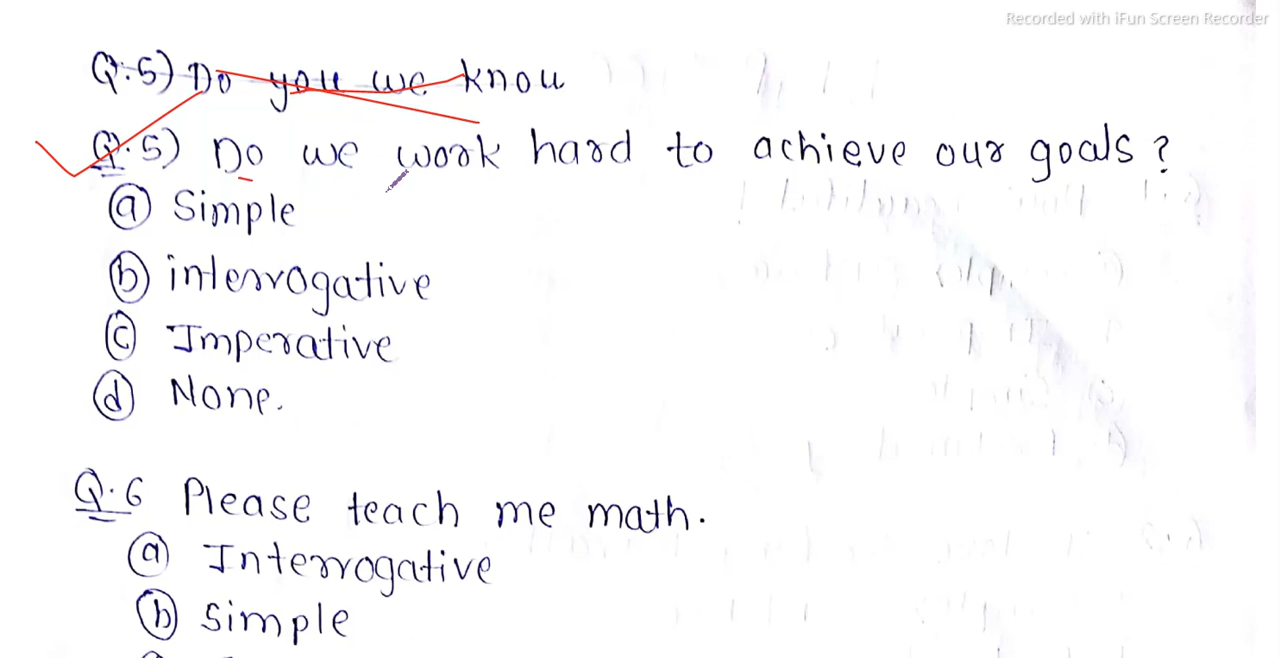 Recorded with iFun Screen Recorder
Q.5) Do you we know
Q.5) Do we work hard to achieve our goals?
(a) Simple
(b) interrogative
(c) Imperative
(d) None.
Q.6 Please teach me math.
(a) Interrogative
(b) Simple